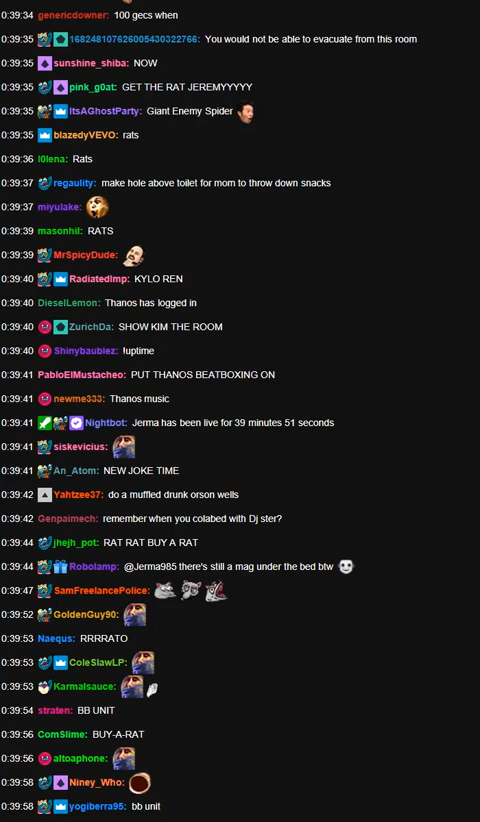 0:39:34 genericdowner: 100 gecs when
0:39:35 168248107626005430322766: You would not be able to evacuate from this room
0:39:35 sunshine_shiba: NOW
0:39:35 pink_g0at: GET THE RAT JEREMYYYYY
0:39:35 ItsAGhostParty: Giant Enemy Spider
0:39:35 blazedyVEVO: rats
0:39:36 l0lena: Rats
0:39:37 regaulity: make hole above toilet for mom to throw down snacks
0:39:37 miyulake:
0:39:39 masonhil: RATS
0:39:39 MrSpicyDude:
0:39:40 RadiatedImp: KYLO REN
0:39:40 DieselLemon: Thanos has logged in
0:39:40 ZurichDa: SHOW KIM THE ROOM
0:39:40 Shinybaublez: !uptime
0:39:41 PabloElMustacheo: PUT THANOS BEATBOXING ON
0:39:41 newme333: Thanos music
0:39:41 Nightbot: Jerma has been live for 39 minutes 51 seconds
0:39:41 siskevicius:
0:39:41 An_Atom: NEW JOKE TIME
0:39:42 Yahtzee37: do a muffled drunk orson wells
0:39:42 Genpaimech: remember when you colabed with Dj ster?
0:39:44 jhejh_pot: RAT RAT BUY A RAT
0:39:44 Robolamp: @Jerma985 there's still a mag under the bed btw
0:39:47 SamFreelancePolice:
0:39:52 GoldenGuy90:
0:39:53 Naequs: RRRRATO
0:39:53 ColeSlawLP:
0:39:53 Karmalsauce:
0:39:54 straten: BB UNIT
0:39:56 ComSlime: BUY-A-RAT
0:39:56 altoaphone:
0:39:58 Niney_Who:
0:39:58 yogiberra95: bb unit